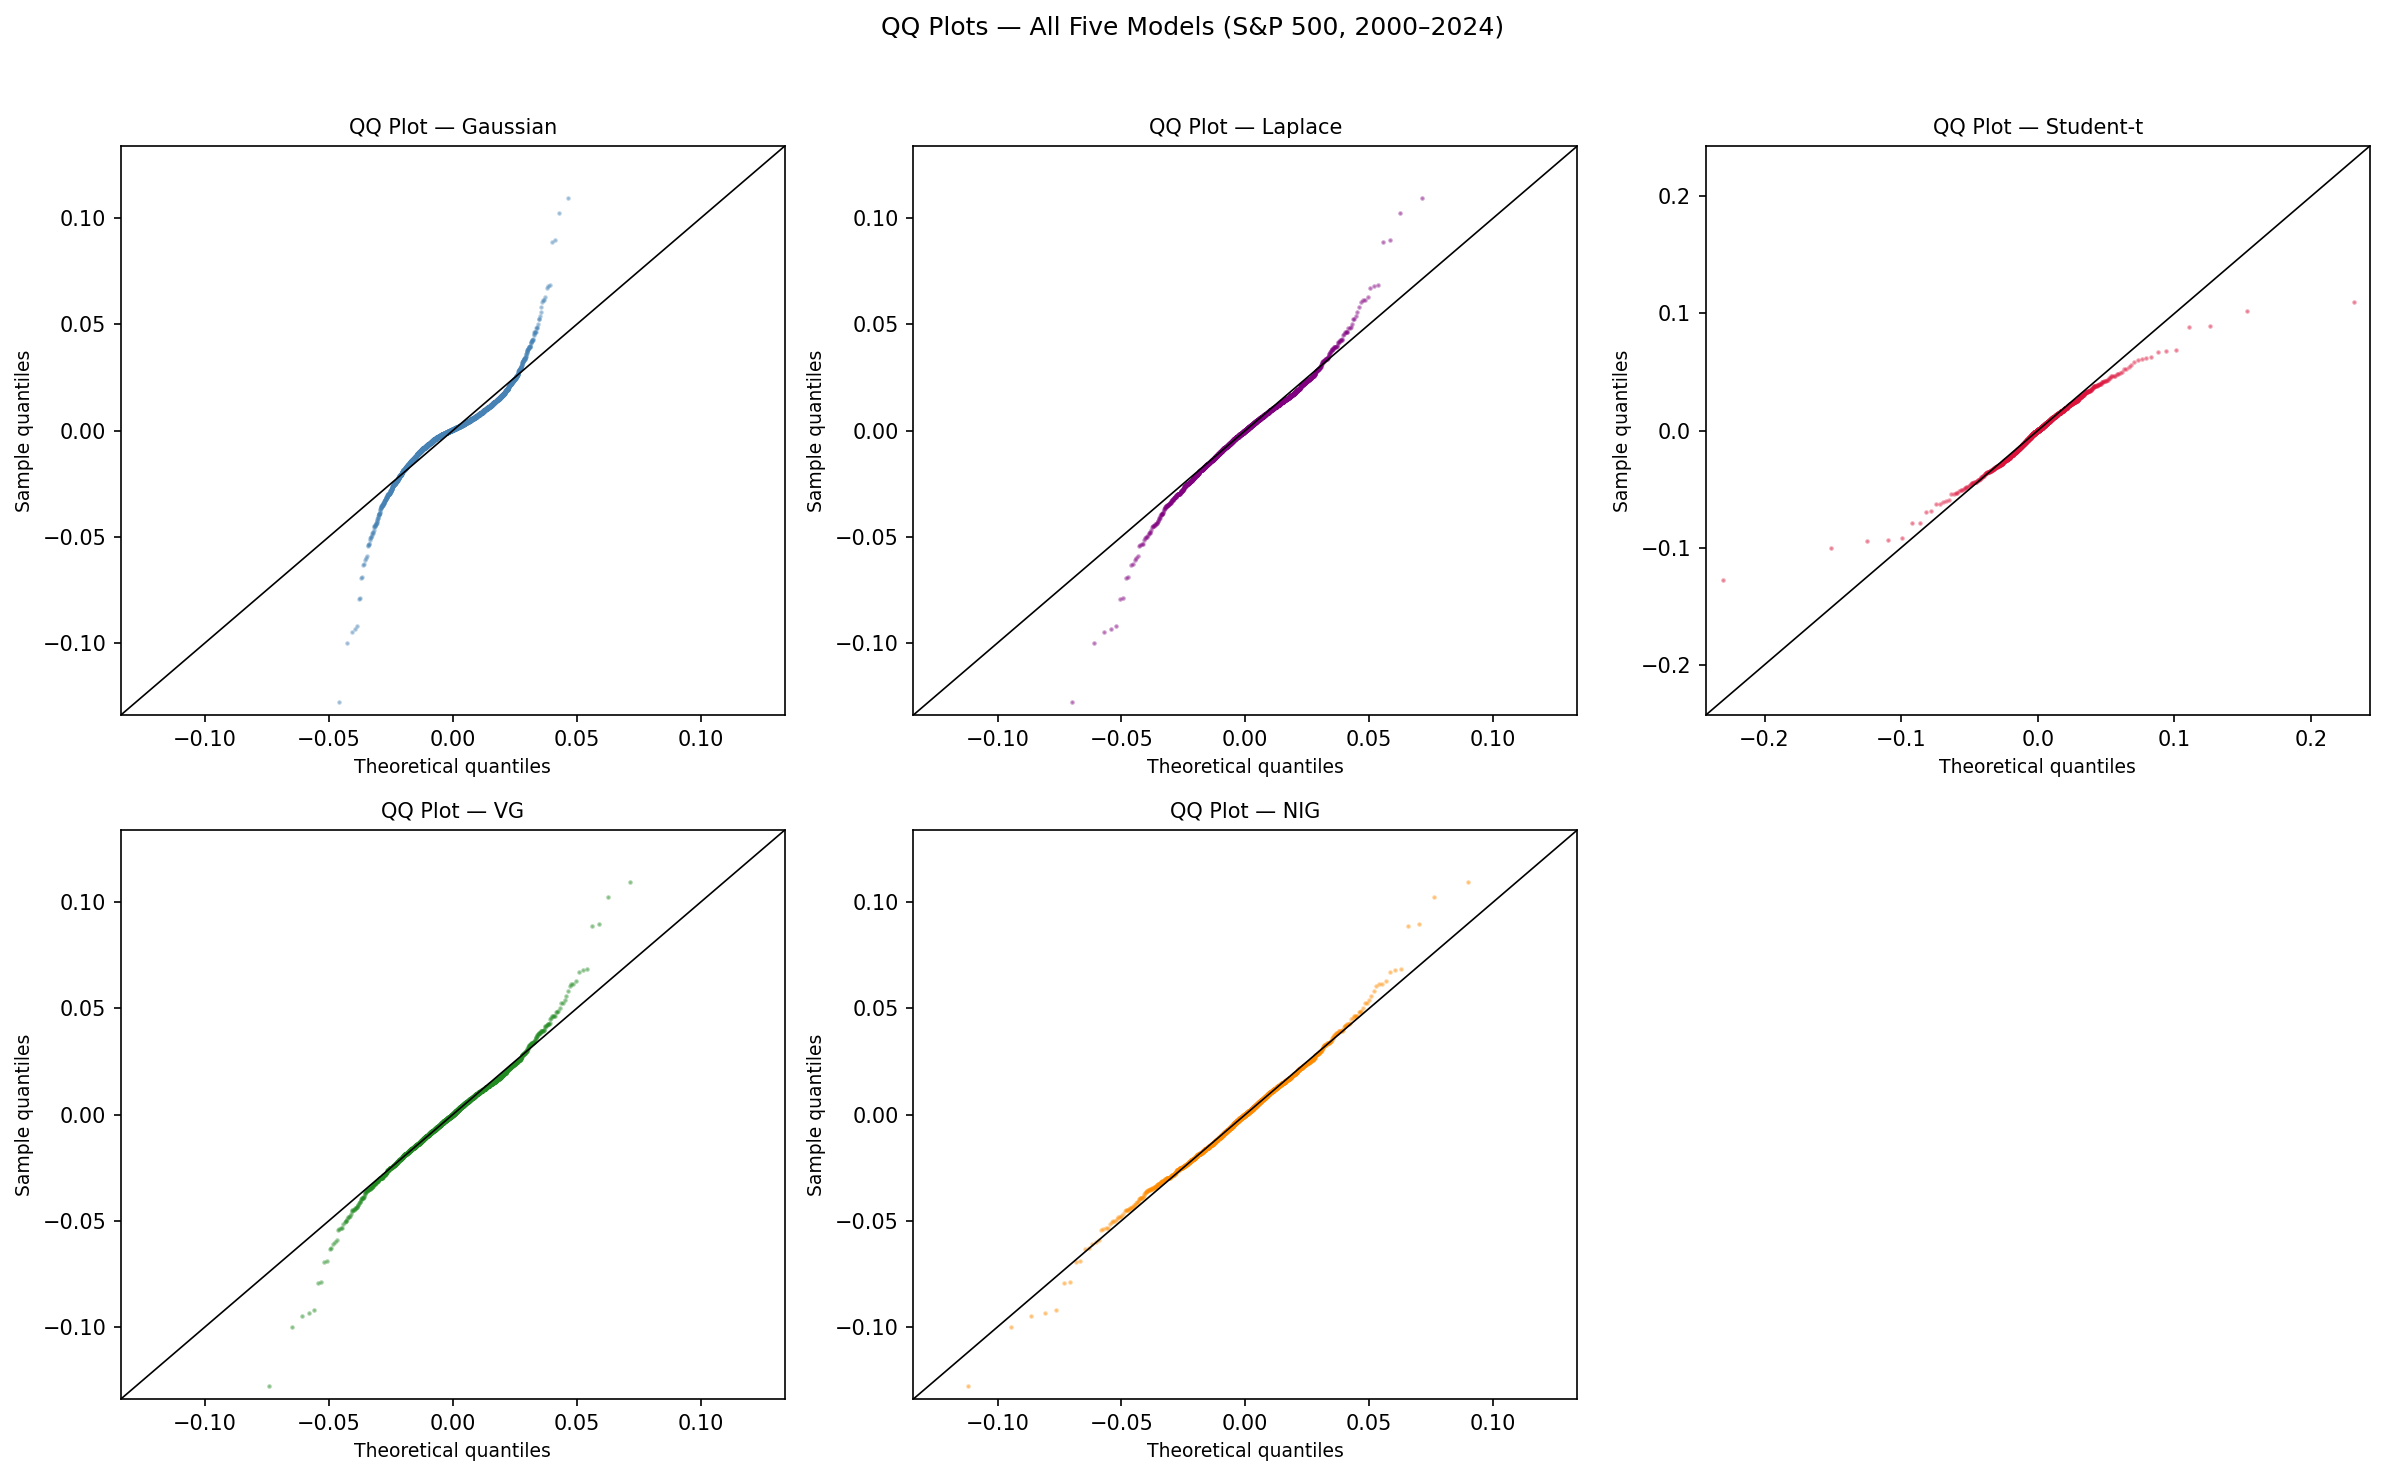 QQ Plots — All Five Models (S&P 500, 2000–2024)
QQ Plot — Gaussian
Sample quantiles
0.10
0.05
0.00
−0.05
−0.10
−0.10 −0.05 0.00 0.05 0.10
Theoretical quantiles
QQ Plot — Laplace
Sample quantiles
0.10
0.05
0.00
−0.05
−0.10
−0.10 −0.05 0.00 0.05 0.10
Theoretical quantiles
QQ Plot — Student-t
Sample quantiles
0.2
0.1
0.0
−0.1
−0.2
−0.2 −0.1 0.0 0.1 0.2
Theoretical quantiles
QQ Plot — VG
Sample quantiles
0.10
0.05
0.00
−0.05
−0.10
−0.10 −0.05 0.00 0.05 0.10
Theoretical quantiles
QQ Plot — NIG
Sample quantiles
0.10
0.05
0.00
−0.05
−0.10
−0.10 −0.05 0.00 0.05 0.10
Theoretical quantiles